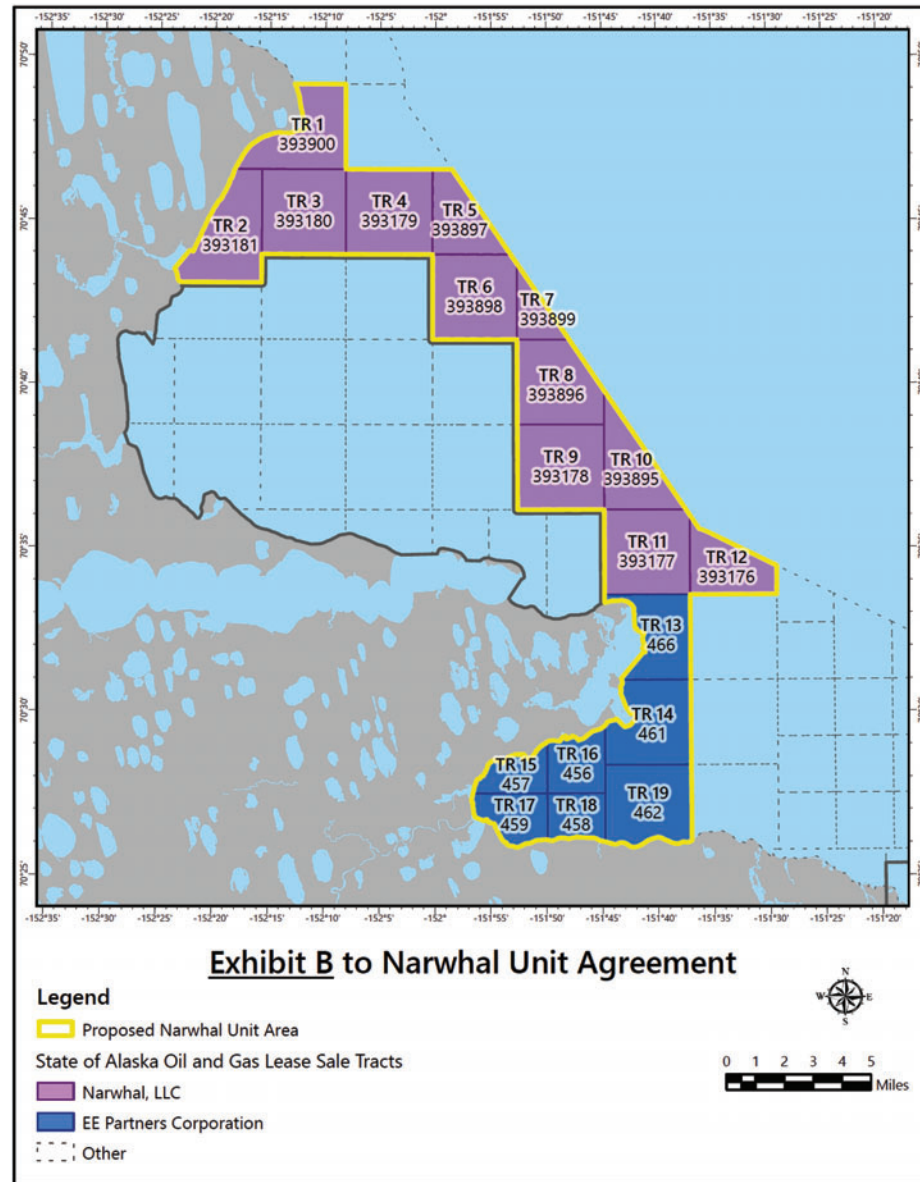 -152°35' -152°30' -152°25' -152°20' -152°15' -152°10' -152°5' -152° -151°55' -151°50' -151°45' -151°40' -151°35' -151°30' -151°25' -151°20'
70°50'
70°45'
70°40'
70°35'
70°30'
70°25'
TR 1
393900
TR 2
393181
TR 3
393180
TR 4
393179
TR 5
393897
TR 6
393898
TR 7
393899
TR 8
393896
TR 9
393178
TR 10
393895
TR 11
393177
TR 12
393176
TR 13
466
TR 14
461
TR 15
457
TR 16
456
TR 17
459
TR 18
458
TR 19
462
-152°35' -152°30' -152°25' -152°20' -152°15' -152°10' -152°5' -152° -151°55' -151°50' -151°45' -151°40' -151°35' -151°30' -151°25' -151°20'
Exhibit B to Narwhal Unit Agreement
Legend
Proposed Narwhal Unit Area
State of Alaska Oil and Gas Lease Sale Tracts
Narwhal, LLC
EE Partners Corporation
Other
N
W E
S
0 1 2 3 4 5
Miles